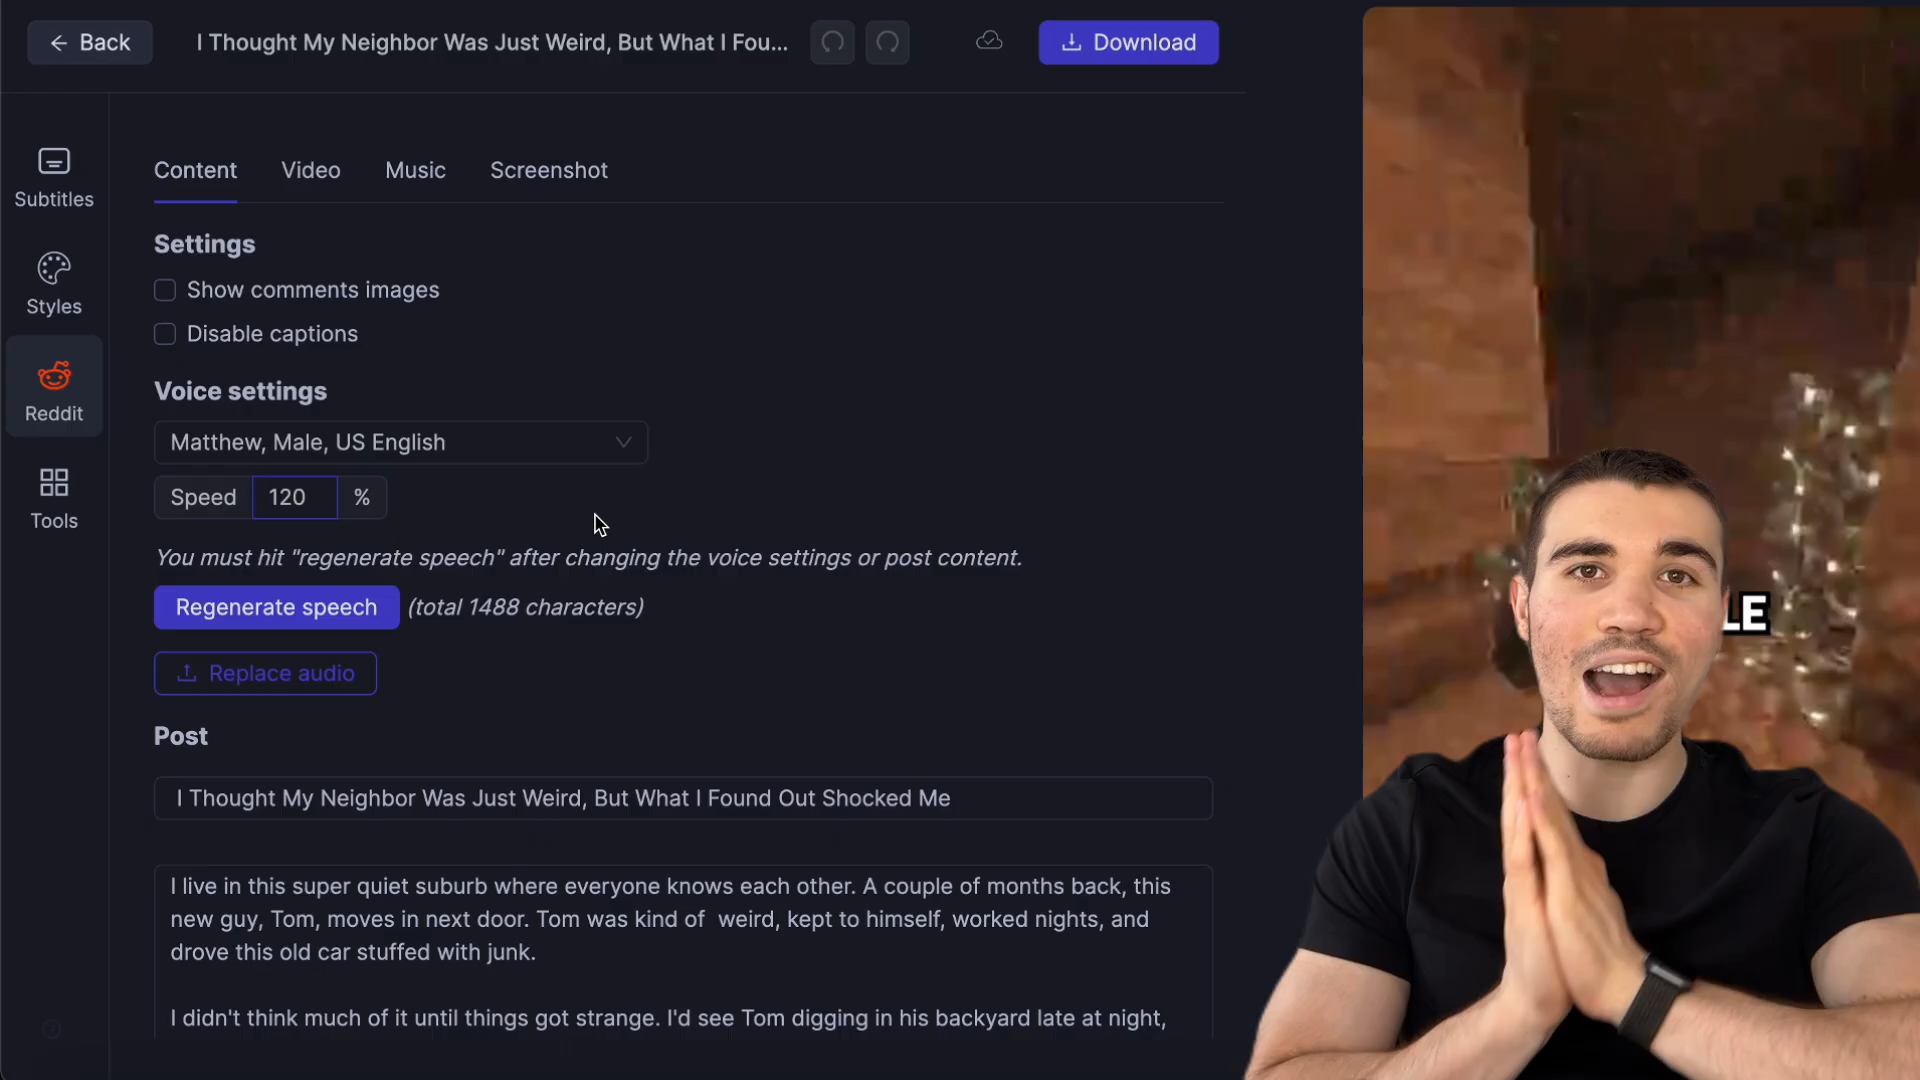 Back
I Thought My Neighbor Was Just Weird, But What I Fou...
Download
Subtitles
Styles
Reddit
Tools
Content
Video
Music
Screenshot
Settings
Show comments images
Disable captions
Voice settings
Matthew, Male, US English
Speed 120 %
You must hit "regenerate speech" after changing the voice settings or post content.
Regenerate speech (total 1488 characters)
Replace audio
Post
I Thought My Neighbor Was Just Weird, But What I Found Out Shocked Me
I live in this super quiet suburb where everyone knows each other. A couple of months back, this
new guy, Tom, moves in next door. Tom was kind of  weird, kept to himself, worked nights, and
drove this old car stuffed with junk.
I didn't think much of it until things got strange. I'd see Tom digging in his backyard late at night,
LE